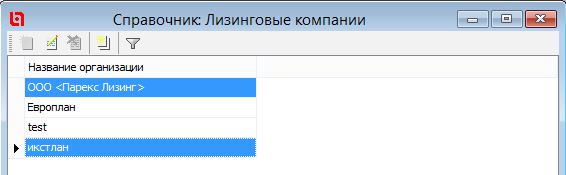 Справочник: Лизинговые компании
Название организации
ООО <Парекс Лизинг>
Европлан
test
икстлан